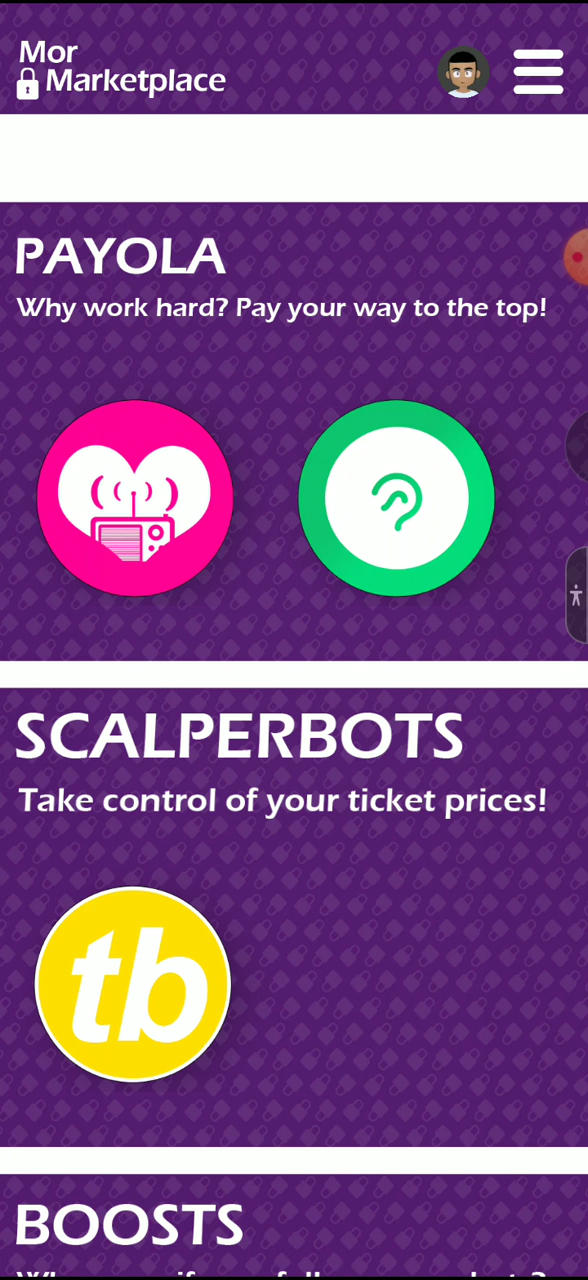 Mor
Marketplace
PAYOLA
Why work hard? Pay your way to the top!
SCALPERBOTS
Take control of your ticket prices!
tb
BOOSTS